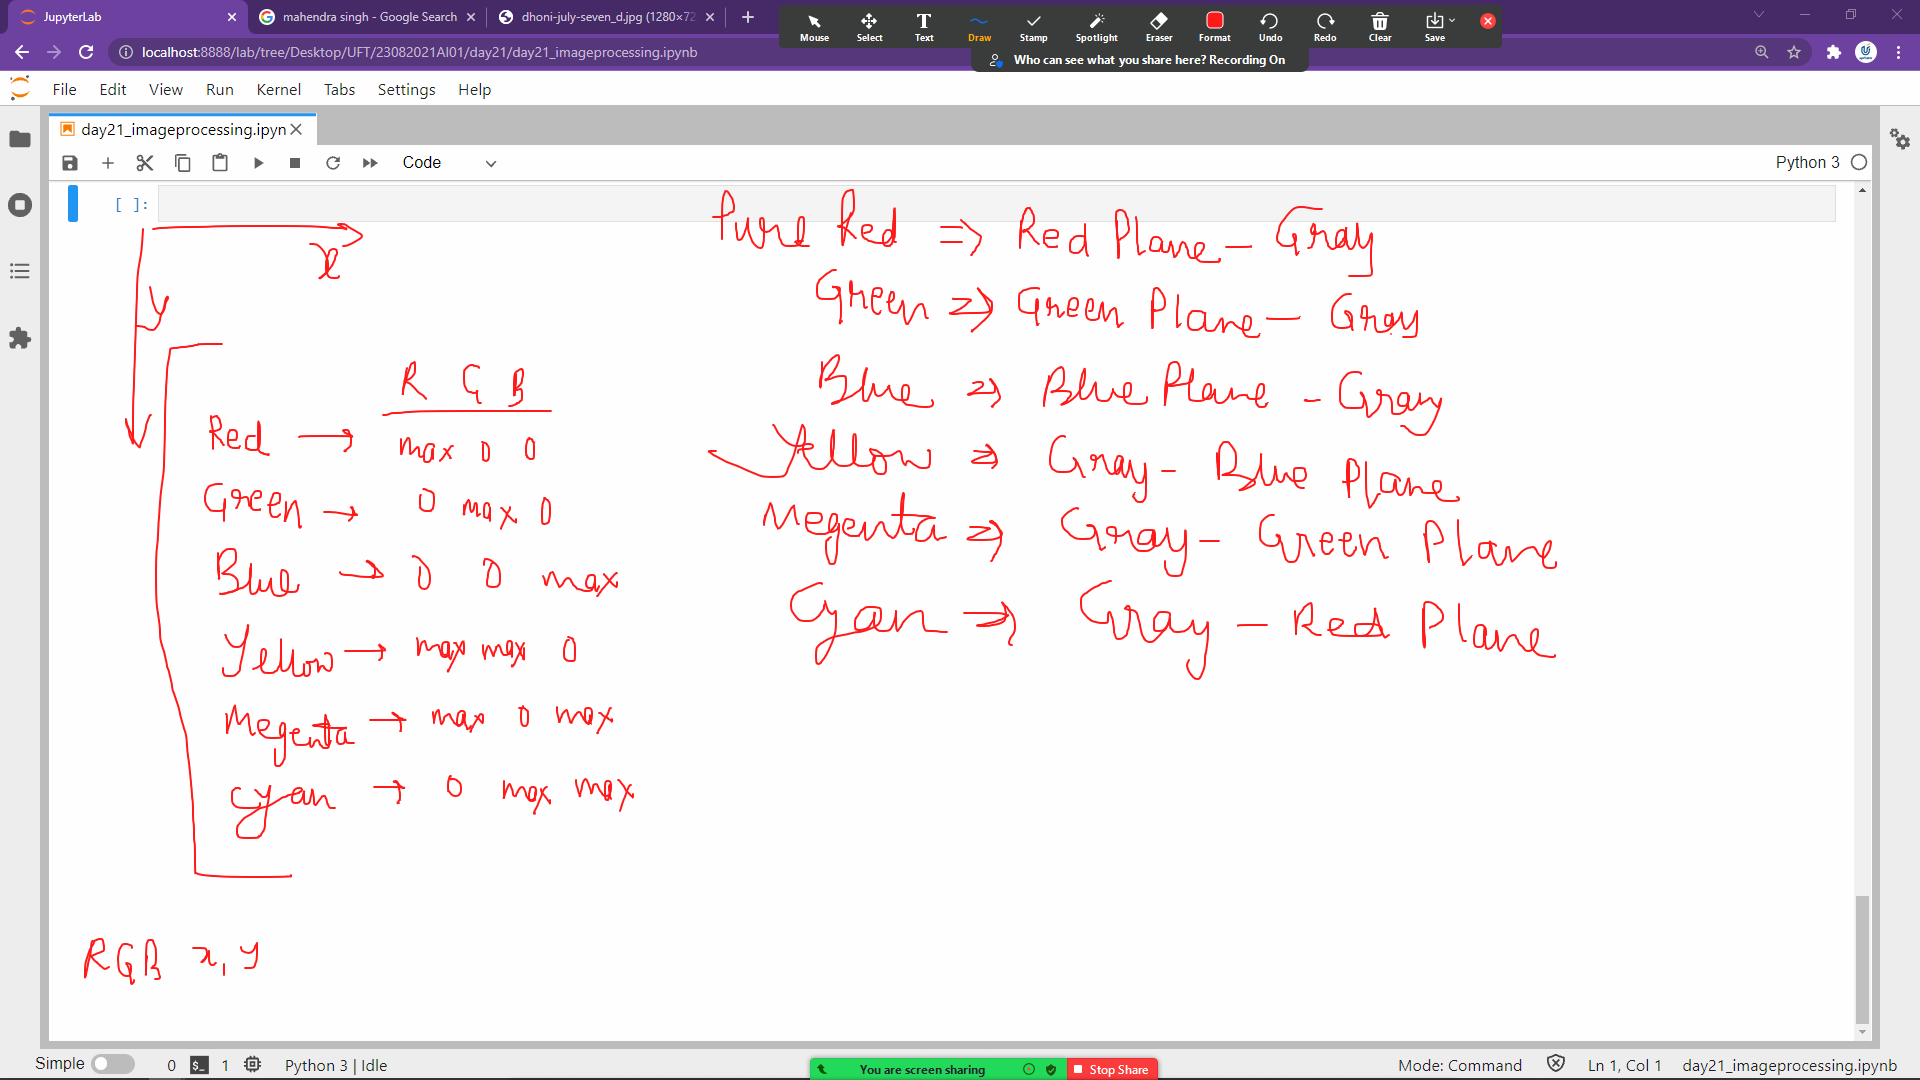 JupyterLab
mahendra singh - Google Search
dhoni-july-seven_d.jpg (1280×72
localhost:8888/lab/tree/Desktop/UFT/23082021AI01/day21/day21_imageprocessing.ipynb
Mouse Select Text Draw Stamp Spotlight Eraser Format Undo Redo Clear Save
Who can see what you share here? Recording On
File Edit View Run Kernel Tabs Settings Help
day21_imageprocessing.ipyn
Code
Python 3
[ ]:
x
y
Pure Red => Red Plane - Gray
Green => Green Plane - Gray
Blue => Blue Plane - Gray
Yellow => Gray - Blue Plane
Megenta => Gray - Green Plane
Cyan => Gray - Red Plane
R G B
Red → max 0 0
Green → 0 max 0
Blue → 0 0 max
Yellow → max max 0
Megenta → max 0 max
Cyan → 0 max max
RGB x, y
Simple 0 $_ 1 Python 3 | Idle
You are screen sharing Stop Share
Mode: Command Ln 1, Col 1 day21_imageprocessing.ipynb